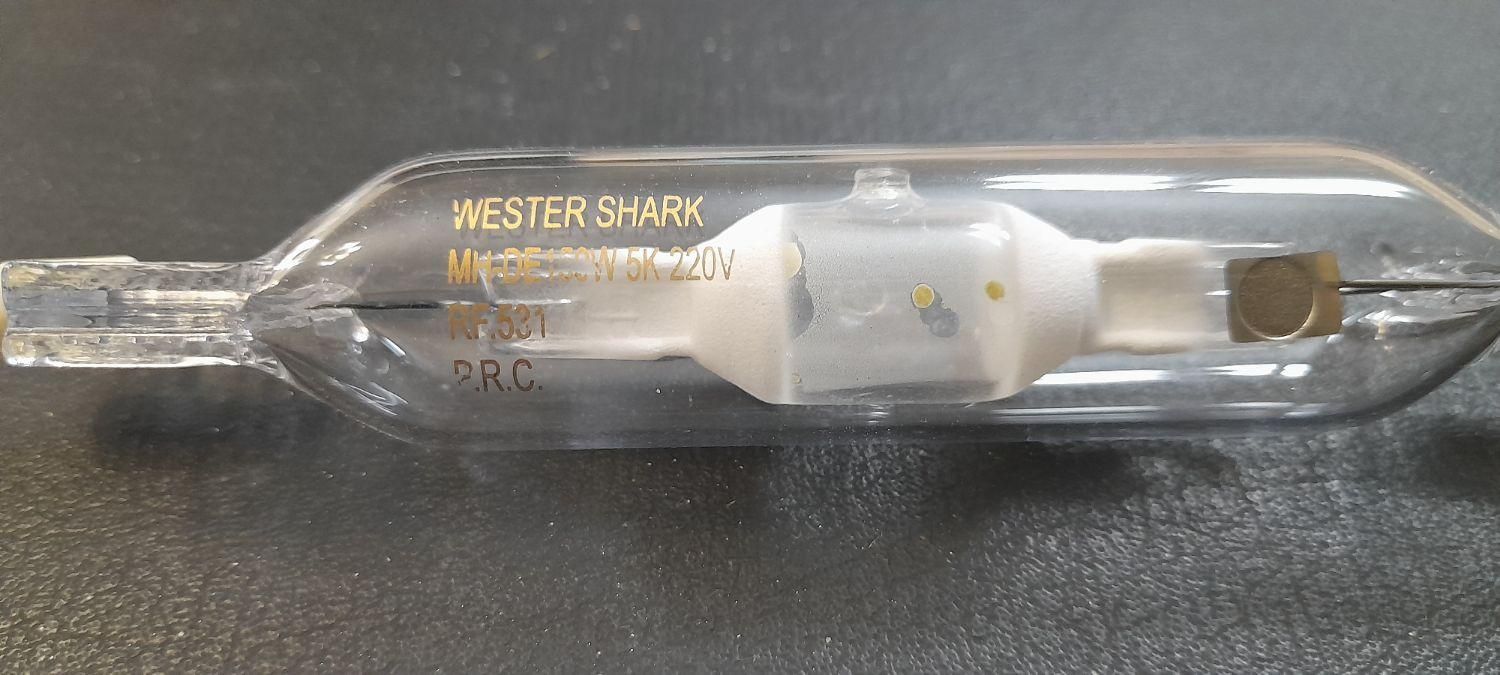 WESTER SHARK
MH-DE150W 5K 220V
RF.531
P.R.C.